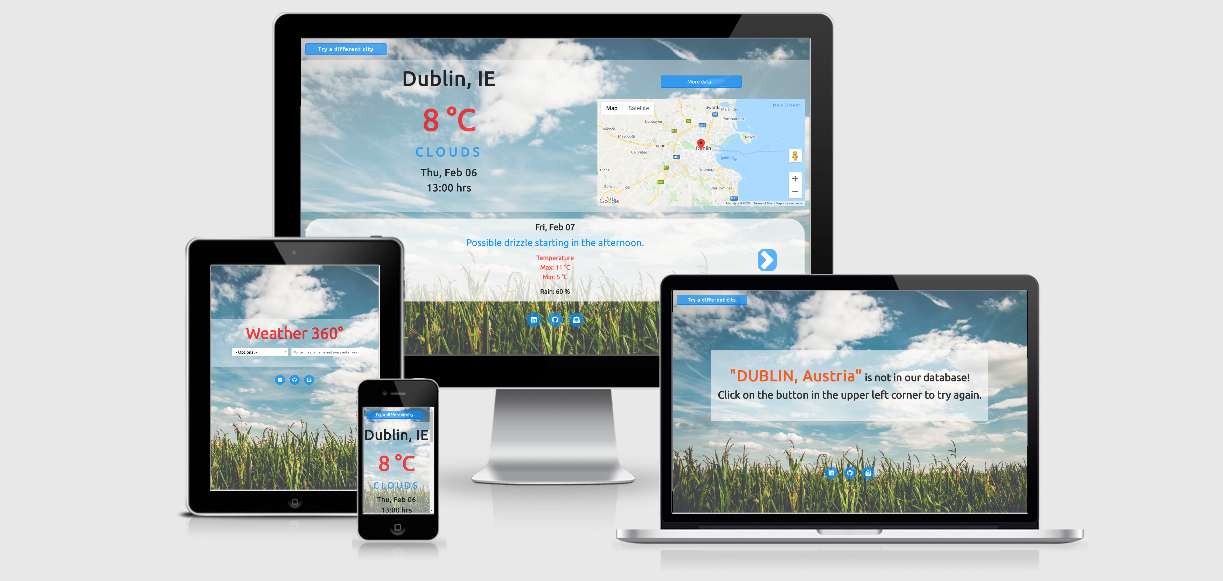 Try a different city
Dublin, IE
8 °C
CLOUDS
Thu, Feb 06
13:00 hrs
More data...
Map Satellite
Dublin
Google
Fri, Feb 07
Possible drizzle starting in the afternoon.
Temperature
Max: 11 °C
Min: 5 °C
Rain: 60 %
Weather 360°
Try a different city
Dublin, IE
8 °C
CLOUDS
Thu, Feb 06
13:00 hrs
Try a different city
"DUBLIN, Austria" is not in our database!
Click on the button in the upper left corner to try again.